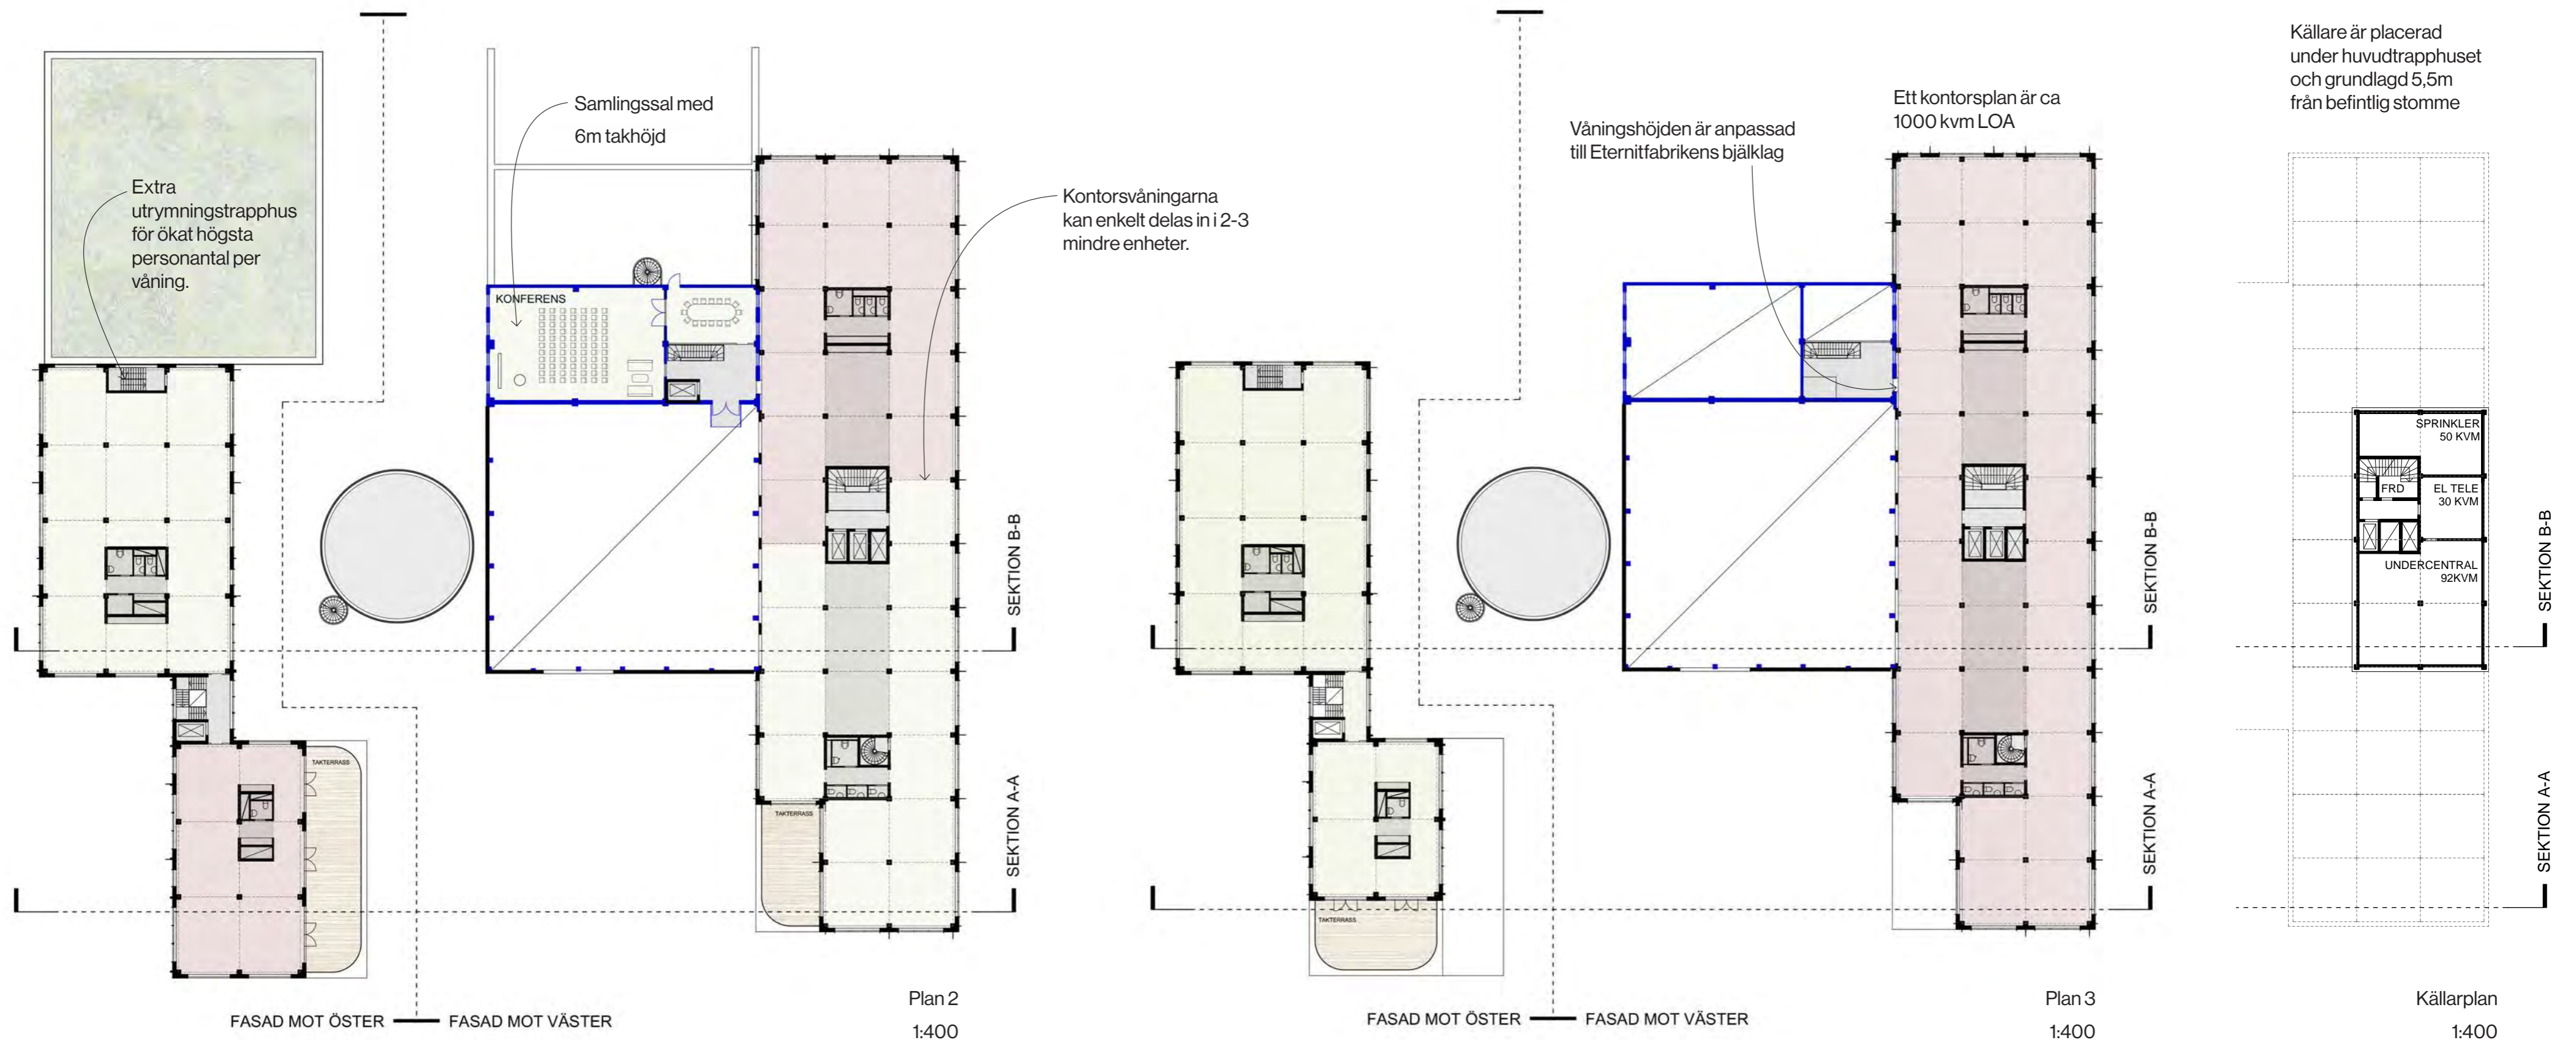 Extra
utrymningstrapphus
för ökat högsta
personantal per
våning.
Samlingssal med
6m takhöjd
Kontorsvåningarna
kan enkelt delas in i 2-3
mindre enheter.
KONFERENS
TAKTERRASS
TAKTERRASS
SEKTION B-B
SEKTION A-A
FASAD MOT ÖSTER
FASAD MOT VÄSTER
Plan 2
1:400
Våningshöjden är anpassad
till Eternitfabrikens bjälklag
Ett kontorsplan är ca
1000 kvm LOA
TAKTERRASS
SEKTION B-B
SEKTION A-A
FASAD MOT ÖSTER
FASAD MOT VÄSTER
Plan 3
1:400
Källare är placerad
under huvudtrapphuset
och grundlagd 5,5m
från befintlig stomme
SPRINKLER
50 KVM
FRD
EL TELE
30 KVM
UNDERCENTRAL
92KVM
SEKTION B-B
SEKTION A-A
Källarplan
1:400